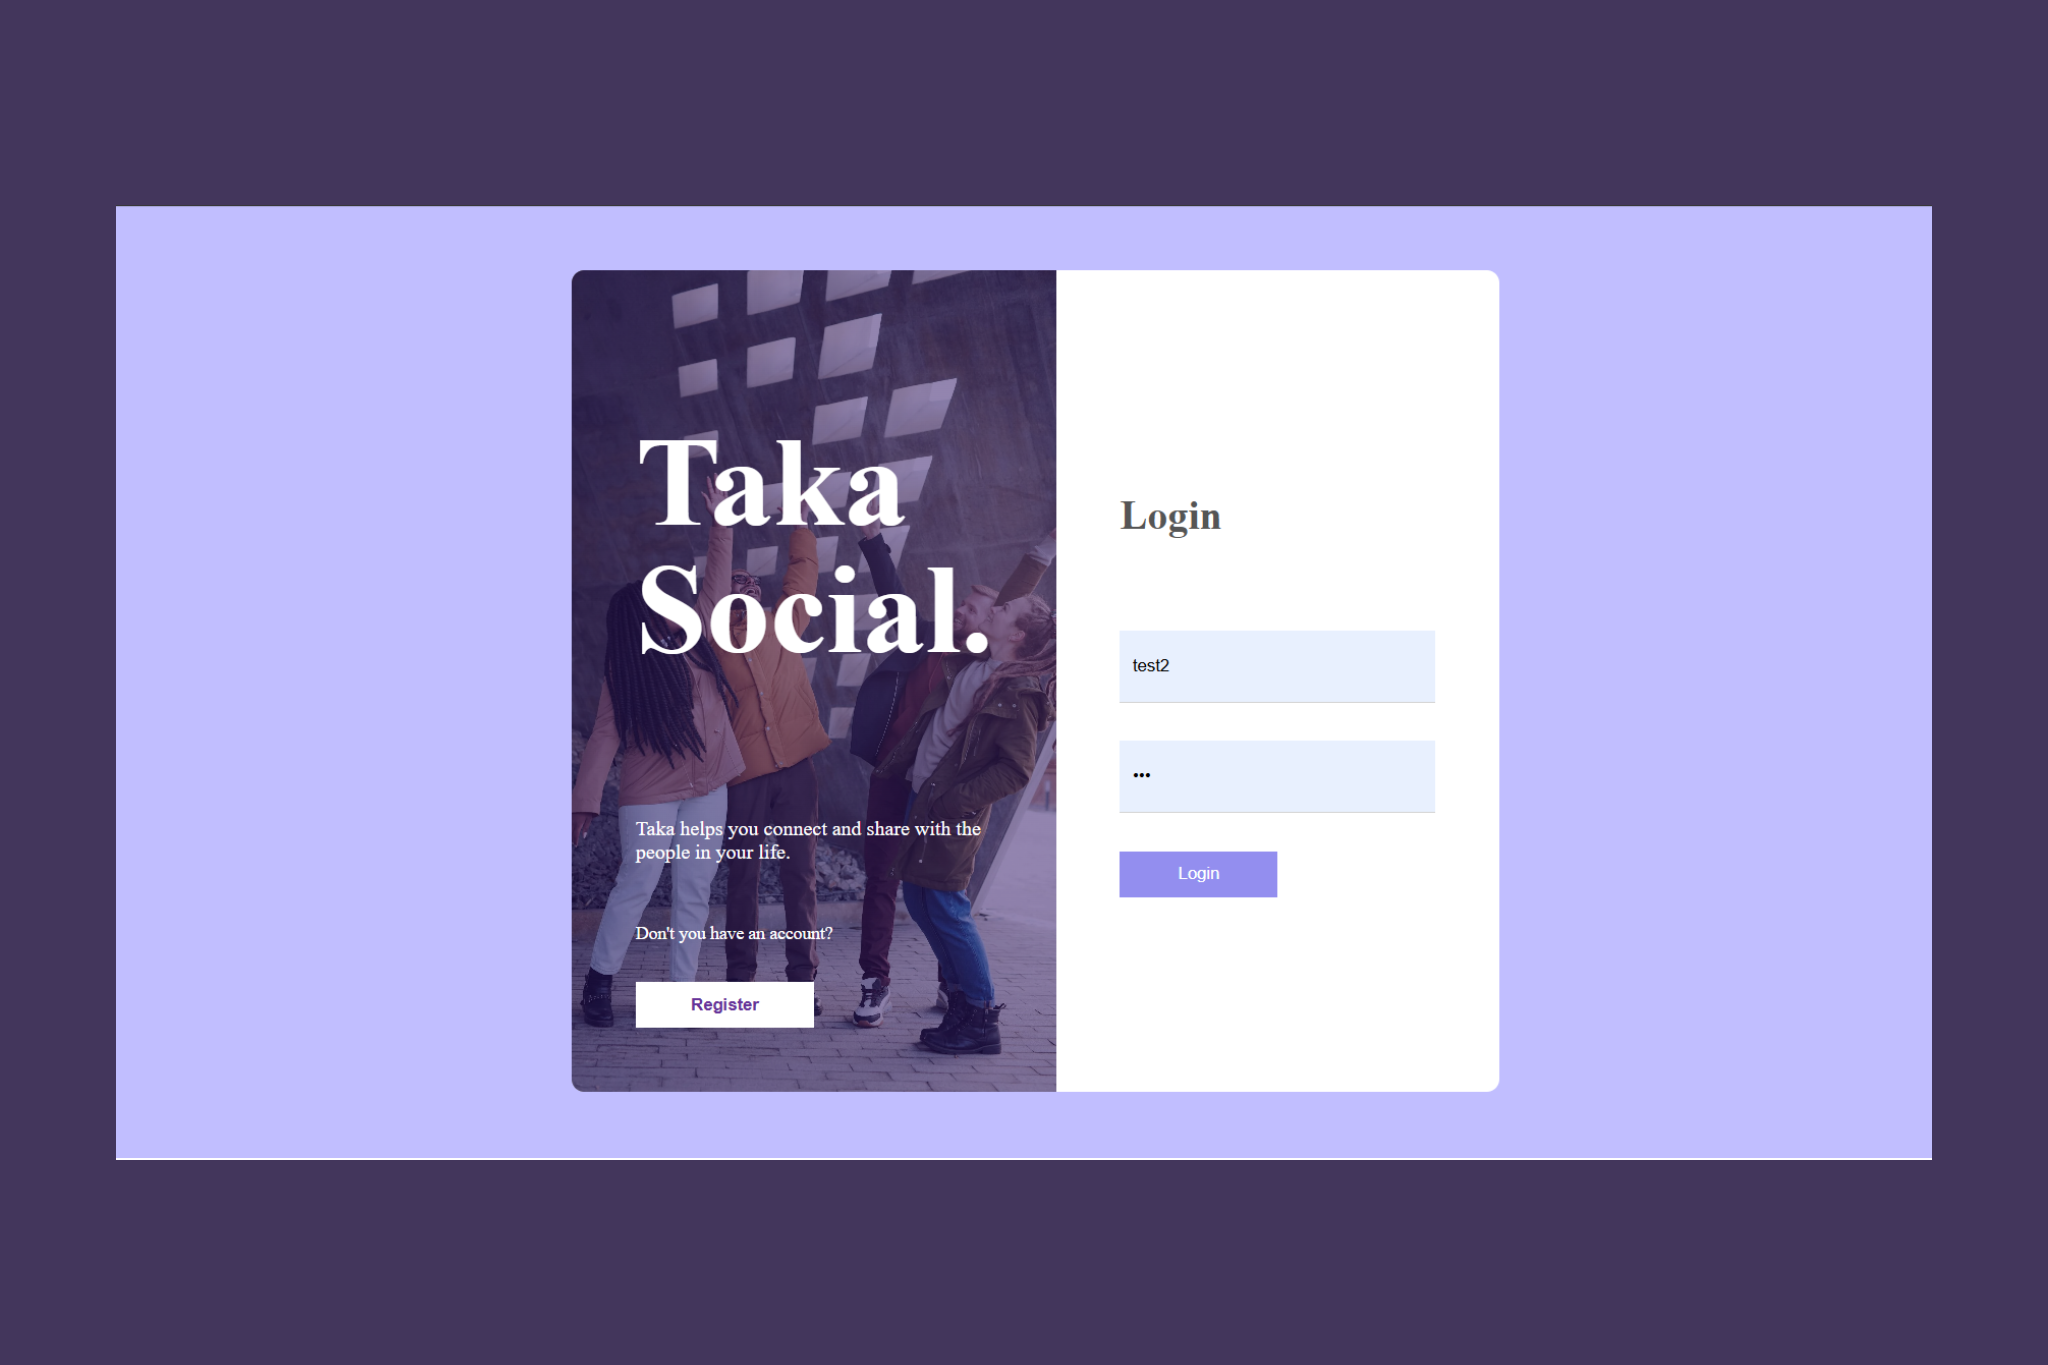 Taka
Social.
Taka helps you connect and share with the
people in your life.
Don't you have an account?
Register
Login
test2
•••
Login